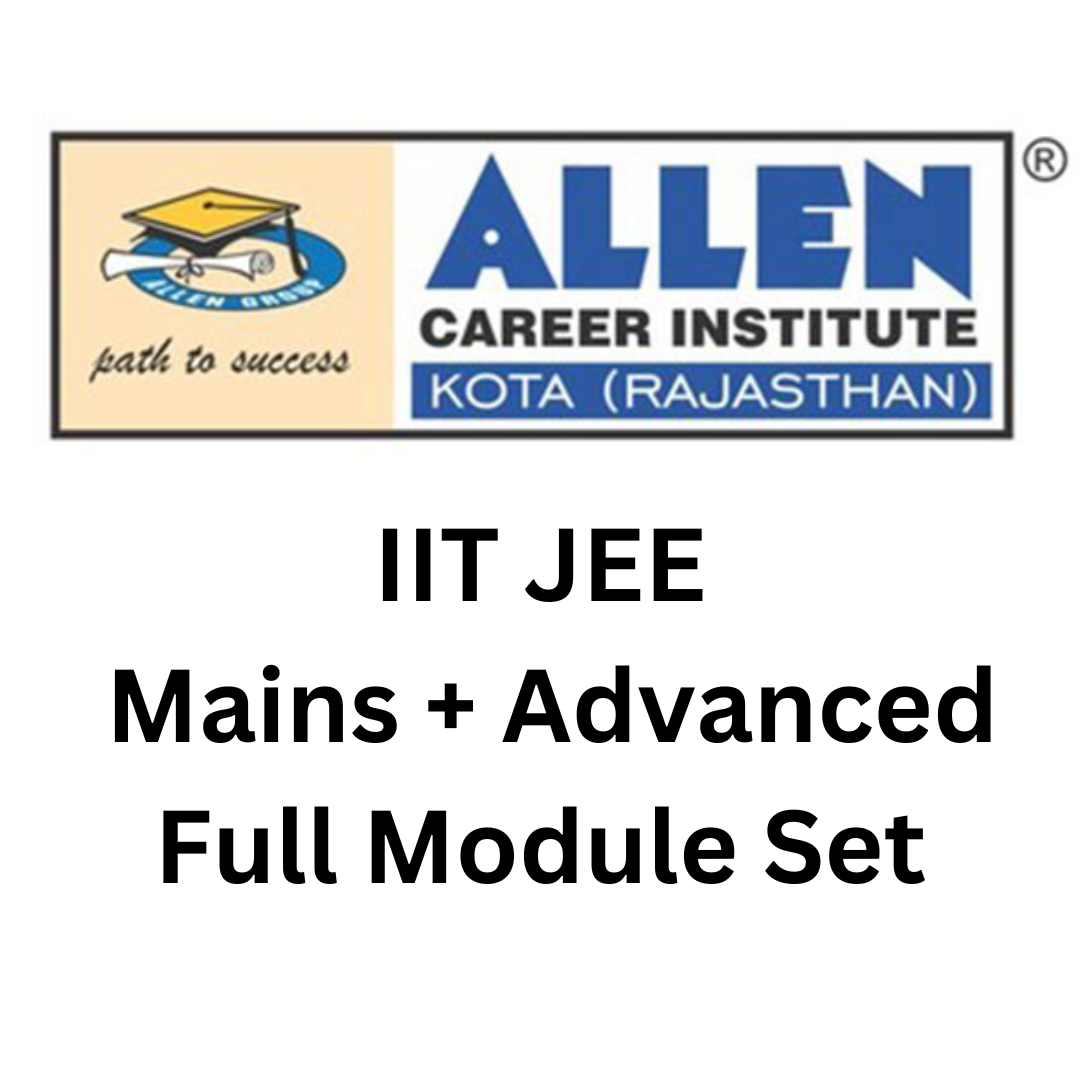 ALLEN GROUP
path to success
ALLEN
CAREER INSTITUTE
KOTA (RAJASTHAN)
®
IIT JEE
Mains + Advanced
Full Module Set